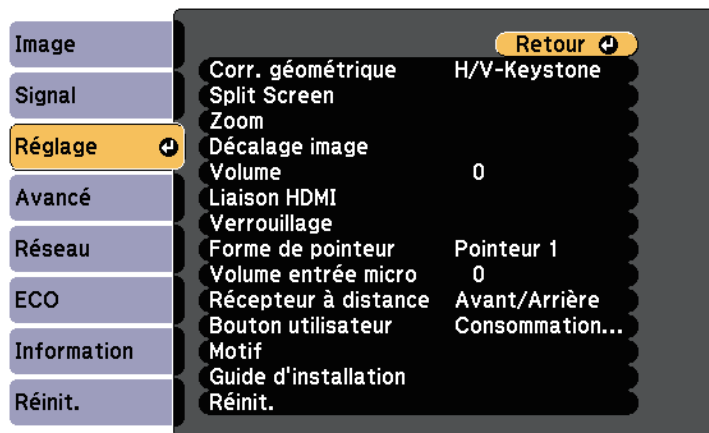 Image
Signal
Réglage
Avancé
Réseau
ECO
Information
Réinit.
Retour
Corr. géométrique H/V-Keystone
Split Screen
Zoom
Décalage image
Volume 0
Liaison HDMI
Verrouillage
Forme de pointeur Pointeur 1
Volume entrée micro 0
Récepteur à distance Avant/Arrière
Bouton utilisateur Consommation...
Motif
Guide d'installation
Réinit.